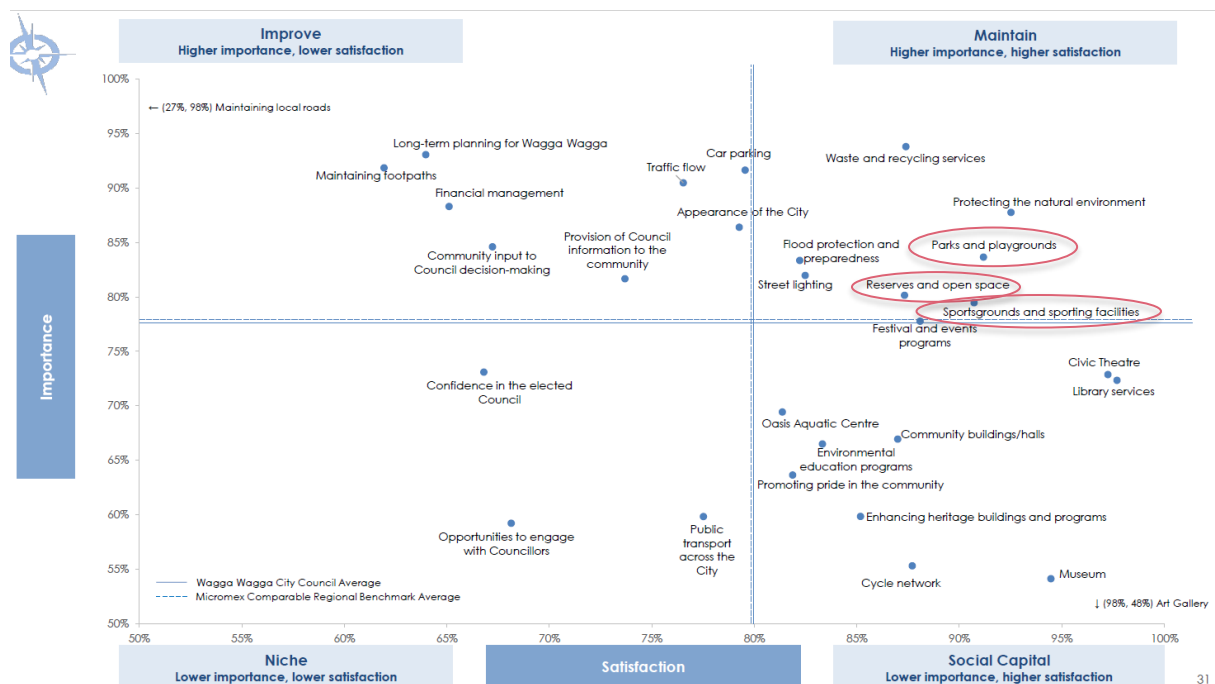 Improve
Higher importance, lower satisfaction
Maintain
Higher importance, higher satisfaction
100%
← (27%, 98%) Maintaining local roads
95%
Long-term planning for Wagga Wagga
Car parking
Waste and recycling services
Traffic flow
Maintaining footpaths
90%
Financial management
Protecting the natural environment
Appearance of the City
85%
Provision of Council
information to the
community
Community input to
Council decision-making
Flood protection and
preparedness
Parks and playgrounds
80%
Street lighting
Reserves and open space
Sportsgrounds and sporting facilities
Festival and events
programs
75%
Importance
Confidence in the elected
Council
Civic Theatre
Library services
70%
Oasis Aquatic Centre
Community buildings/halls
65%
Environmental
education programs
Promoting pride in the community
60%
Opportunities to engage
with Councillors
Public
transport
across the
City
Enhancing heritage buildings and programs
55%
Wagga Wagga City Council Average
Micromex Comparable Regional Benchmark Average
Cycle network
Museum
↓ (98%, 48%) Art Gallery
50%
50% 55% 60% 65% 70% 75% 80% 85% 90% 95% 100%
Niche
Lower importance, lower satisfaction
Satisfaction
Social Capital
Lower importance, higher satisfaction
31